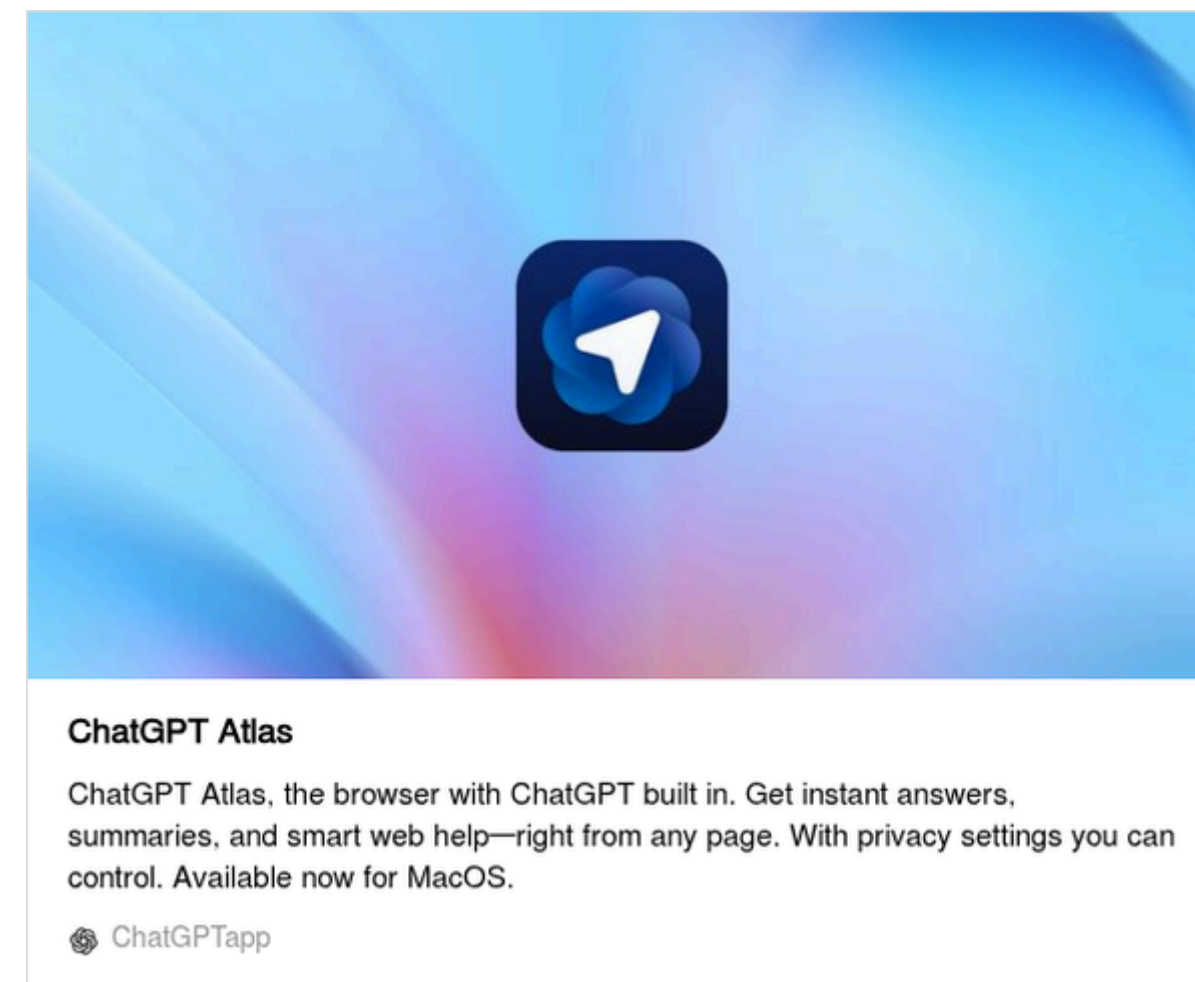 ChatGPT Atlas
ChatGPT Atlas, the browser with ChatGPT built in. Get instant answers,
summaries, and smart web help—right from any page. With privacy settings you can
control. Available now for MacOS.
ChatGPTapp